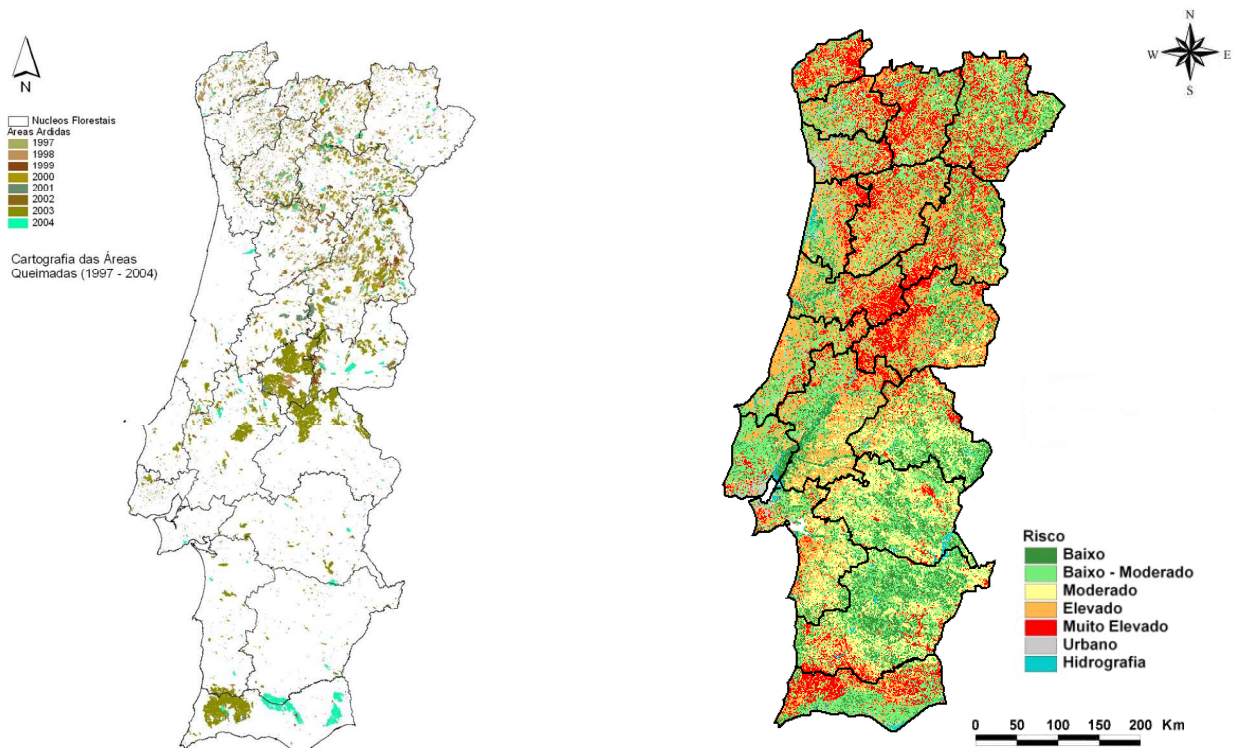 N
Nucleos Florestais
Areas Ardidas
1997
1998
1999
2000
2001
2002
2003
2004
Cartografia das Áreas
Queimadas (1997 - 2004)
N
W
E
S
Risco
Baixo
Baixo - Moderado
Moderado
Elevado
Muito Elevado
Urbano
Hidrografia
0 50 100 150 200 Km